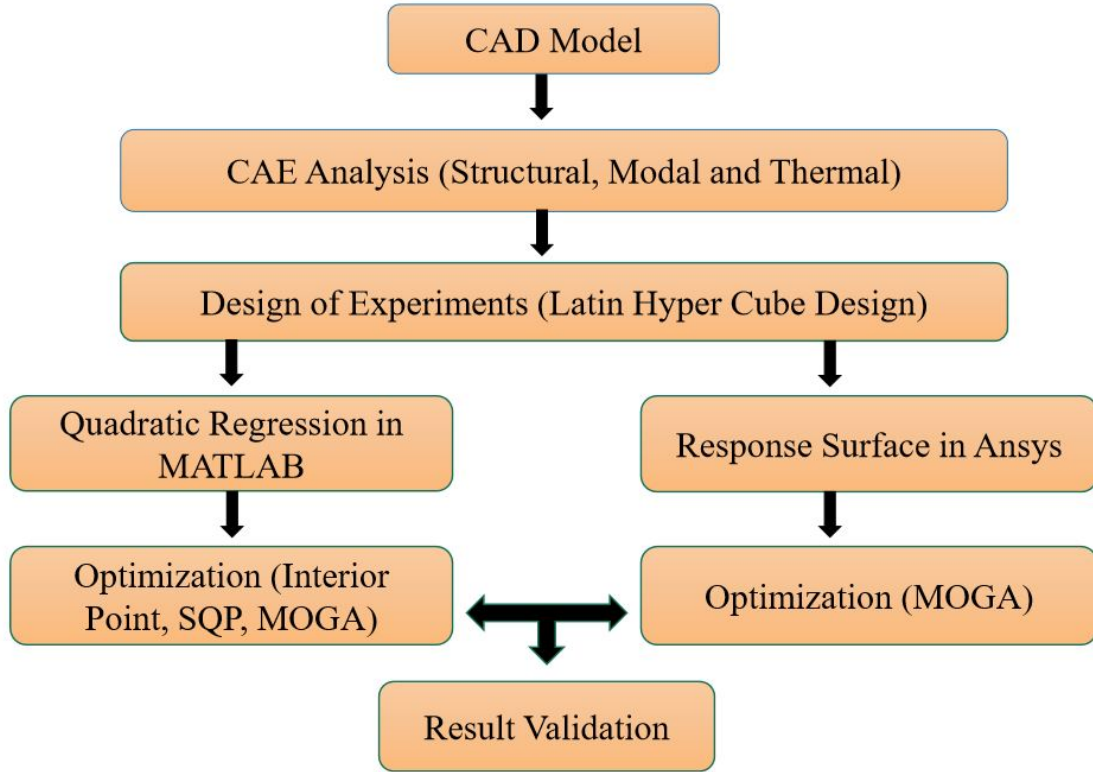 CAD Model
CAE Analysis (Structural, Modal and Thermal)
Design of Experiments (Latin Hyper Cube Design)
Quadratic Regression in
MATLAB
Response Surface in Ansys
Optimization (Interior
Point, SQP, MOGA)
Optimization (MOGA)
Result Validation